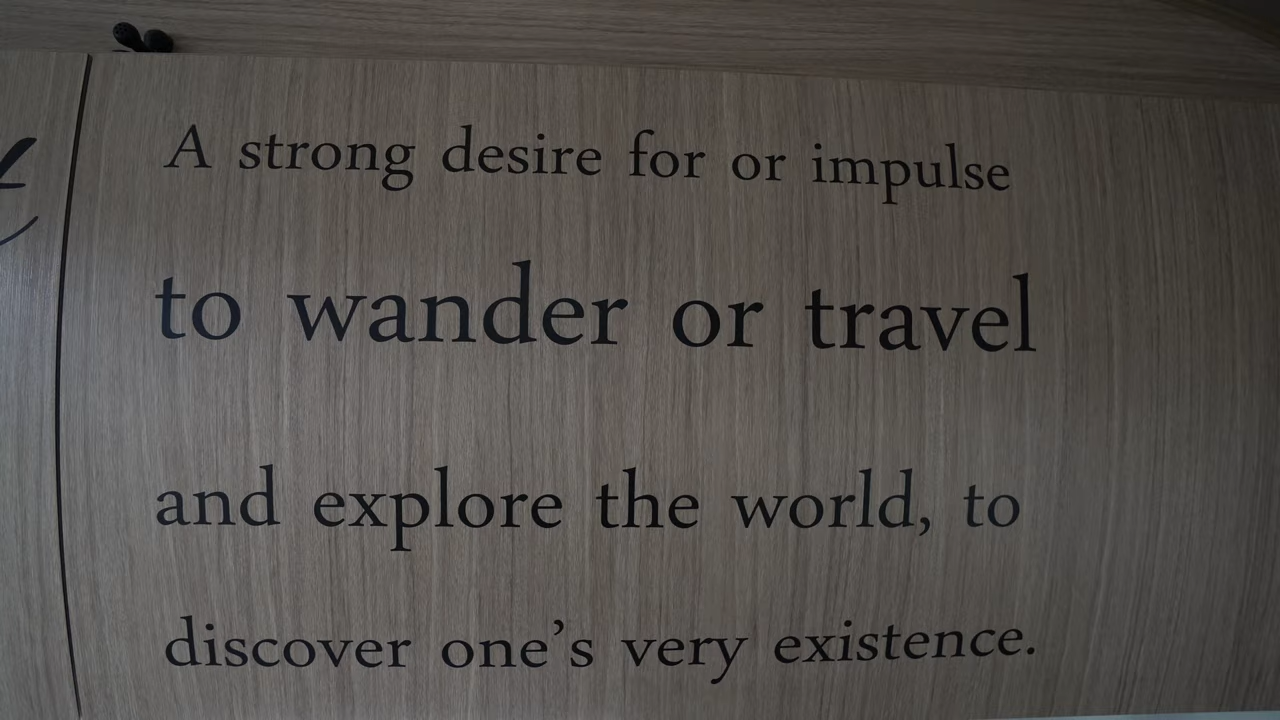 A strong desire for or impulse
to wander or travel
and explore the world, to
discover one’s very existence.